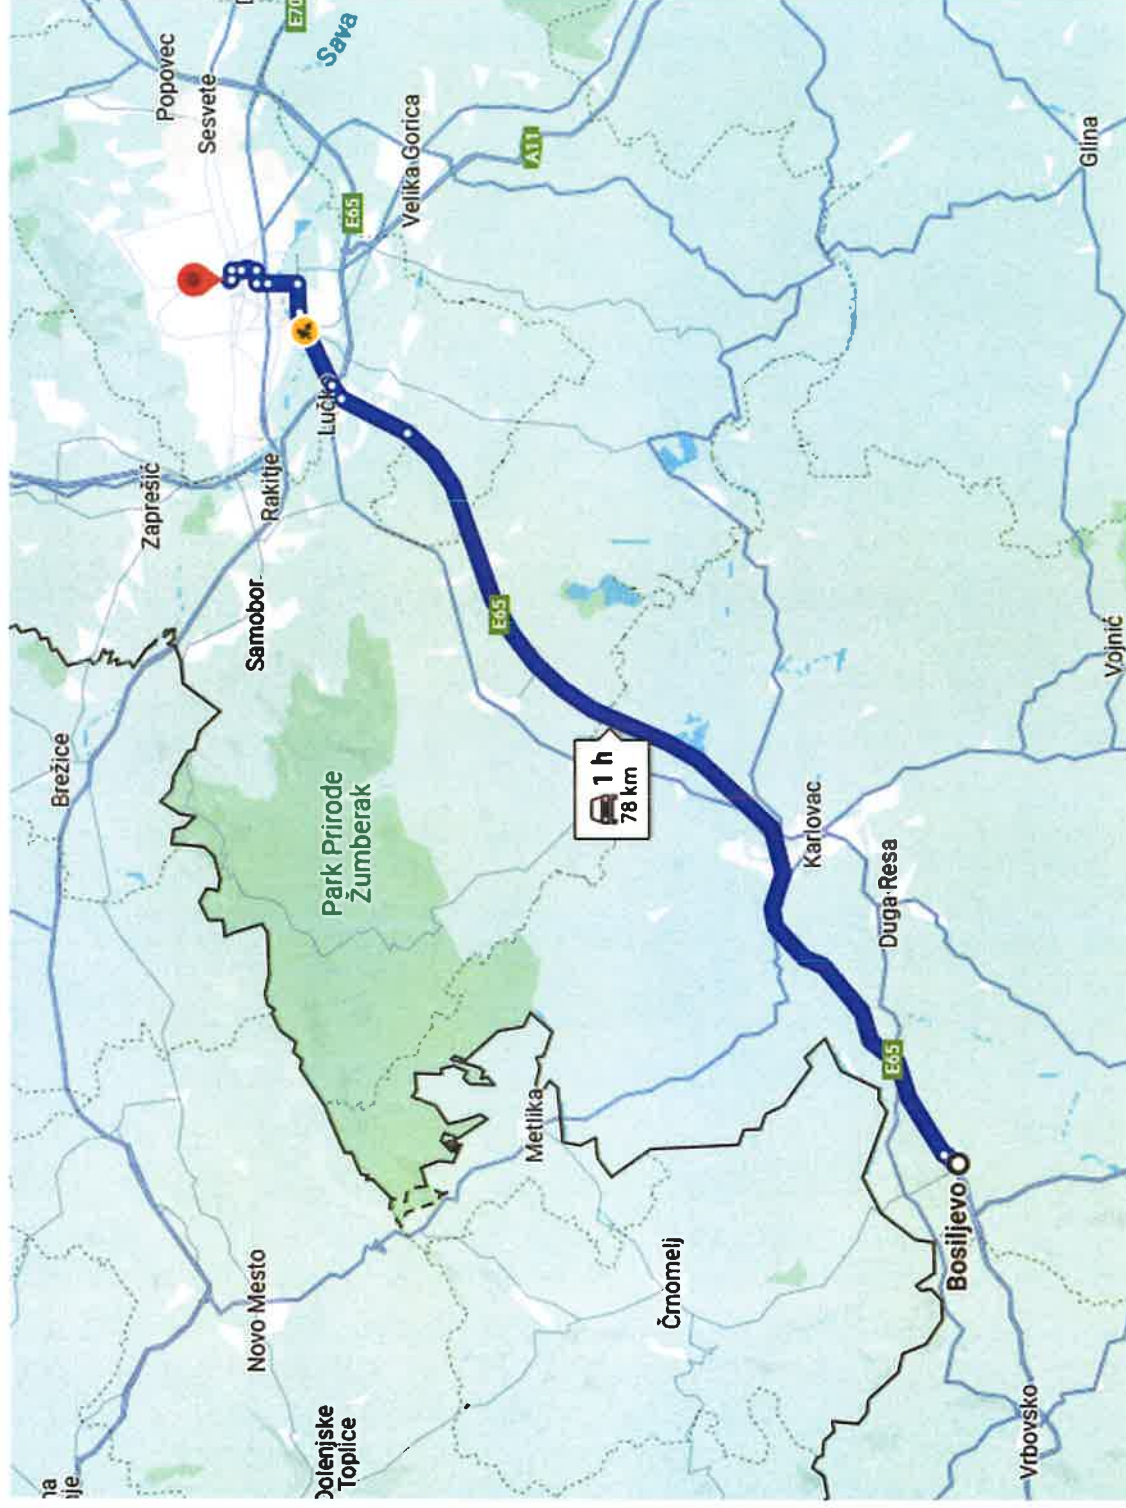 Popovec
Sesvete
E70
Sava
Velika Gorica
A11
E65
Glina
Zaprešić
Rakitje
Lučko
Samobor
Brežice
E65
Park Prirode
Žumberak
1 h
78 km
Vojnić
Karlovac
Duga Resa
E65
Metlika
Bosiljevo
Črnomelj
Novo Mesto
Dolenjske
Toplice
Vrbovsko